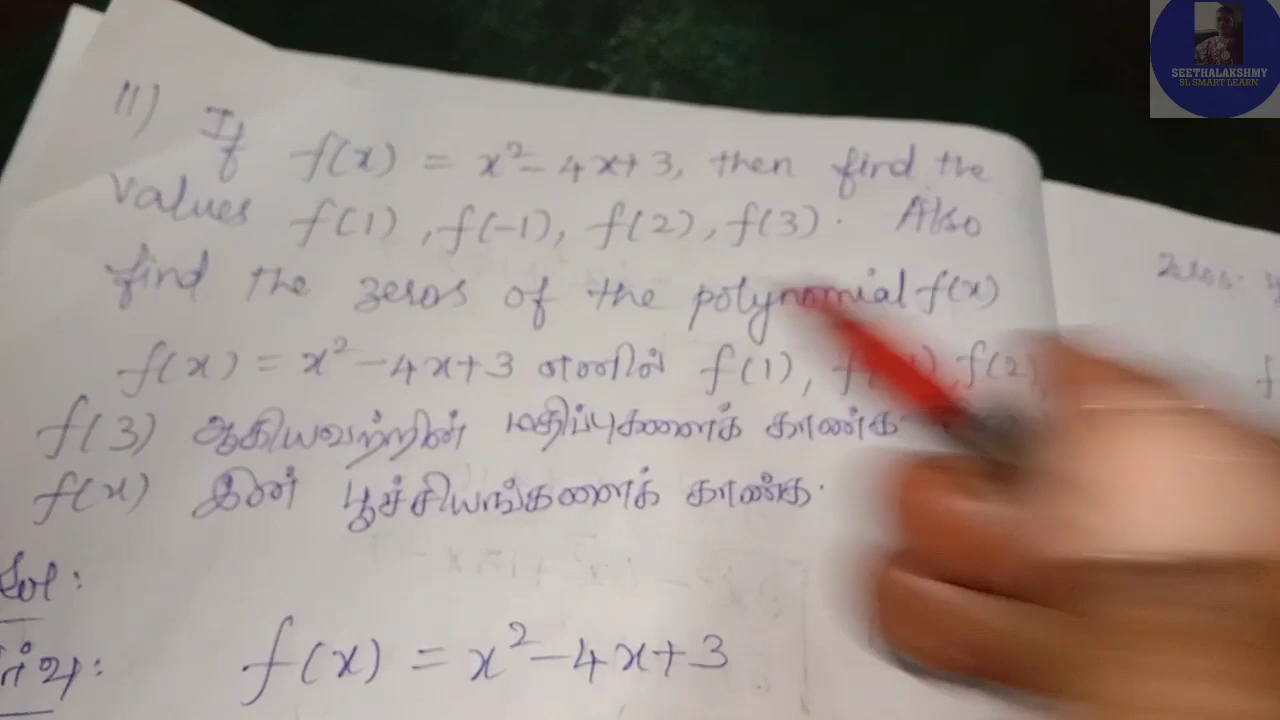 SEETHALAKSHMY
SL SMART LEARN
11) If f(x) = x² - 4x + 3, then find the
values f(1), f(-1), f(2), f(3). Also
find the zeros of the polynomial f(x)
f(x) = x² - 4x + 3 எனில் f(1), f(2)
f(3) ஆகியவற்றின் மதிப்புகளைக் காண்க
f(x) இன் பூச்சியங்களைக் காண்க.
f(x) = x² - 4x + 3